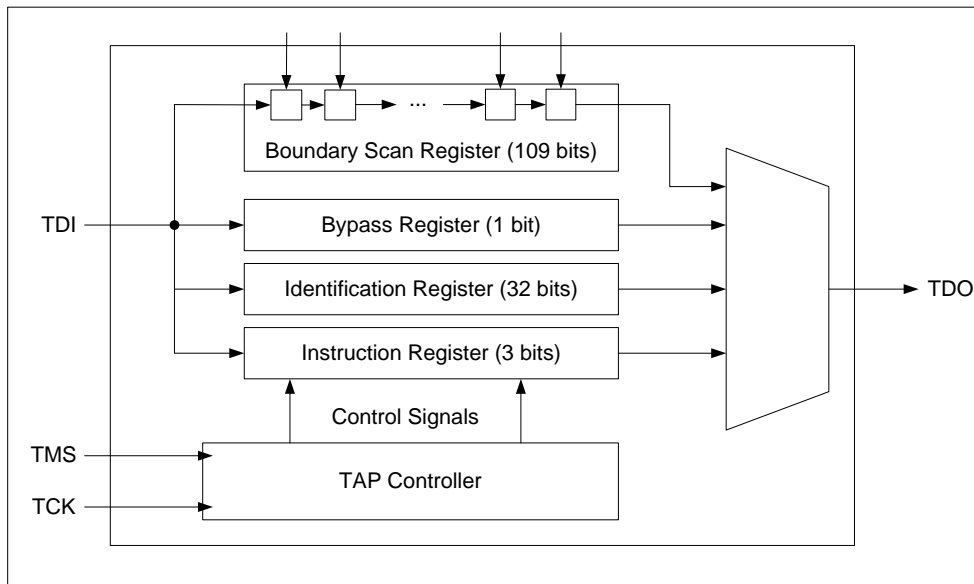 ...
Boundary Scan Register (109 bits)
TDI
Bypass Register (1 bit)
Identification Register (32 bits)
TDO
Instruction Register (3 bits)
Control Signals
TMS
TAP Controller
TCK